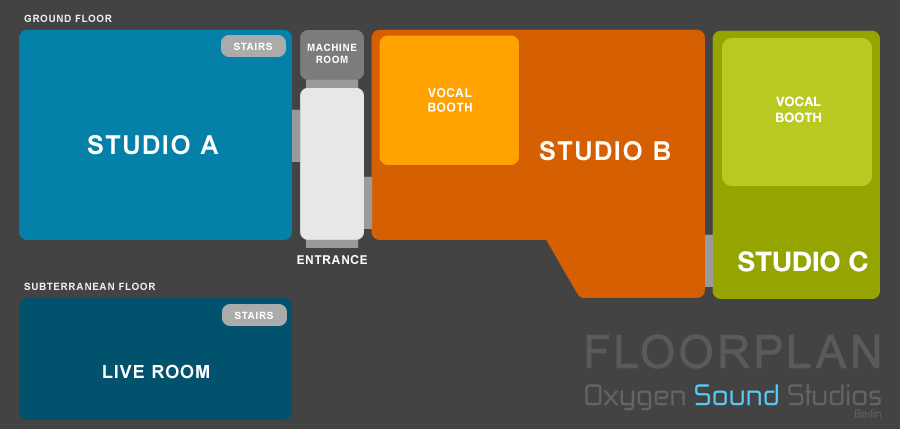 GROUND FLOOR
STAIRS
MACHINE
ROOM
VOCAL
BOOTH
VOCAL
BOOTH
STUDIO A
STUDIO B
STUDIO C
ENTRANCE
SUBTERRANEAN FLOOR
STAIRS
LIVE ROOM
FLOORPLAN
Oxygen Sound Studios
Berlin